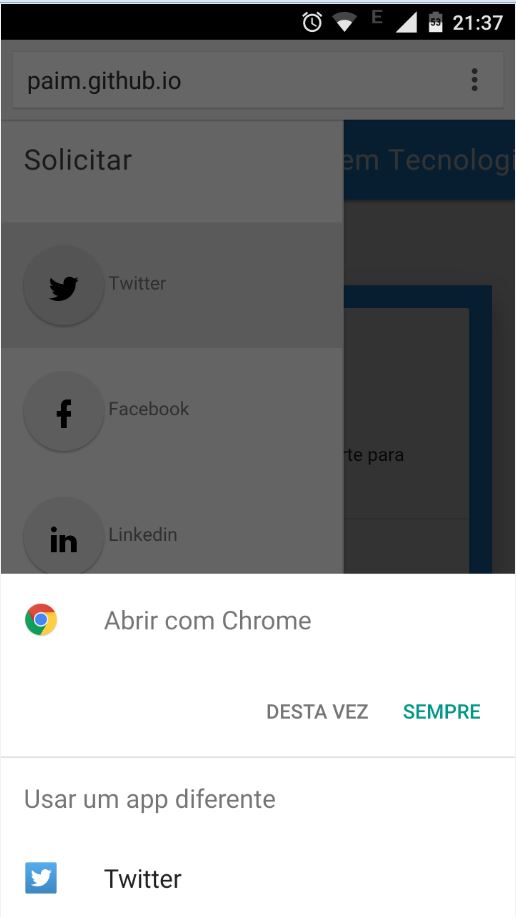 E
53
21:37
paim.github.io
Solicitar
em Tecnologi
Twitter
Facebook
rte para
Linkedin
Abrir com Chrome
DESTA VEZ SEMPRE
Usar um app diferente
Twitter